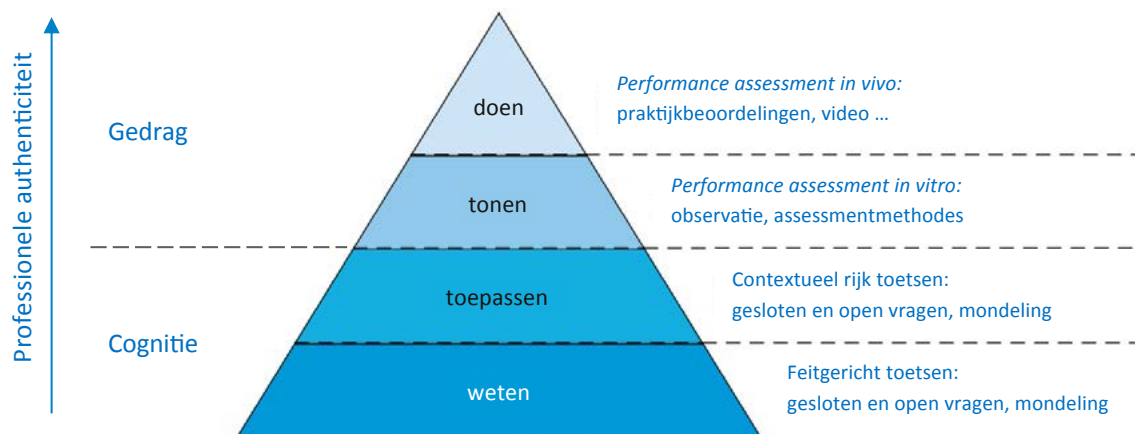 Professionele authenticiteit
Gedrag
Cognitie
doen
tonen
toepassen
weten
Performance assessment in vivo:
praktijkbeoordelingen, video ...
Performance assessment in vitro:
observatie, assessmentmethodes
Contextueel rijk toetsen:
gesloten en open vragen, mondeling
Feitgericht toetsen:
gesloten en open vragen, mondeling